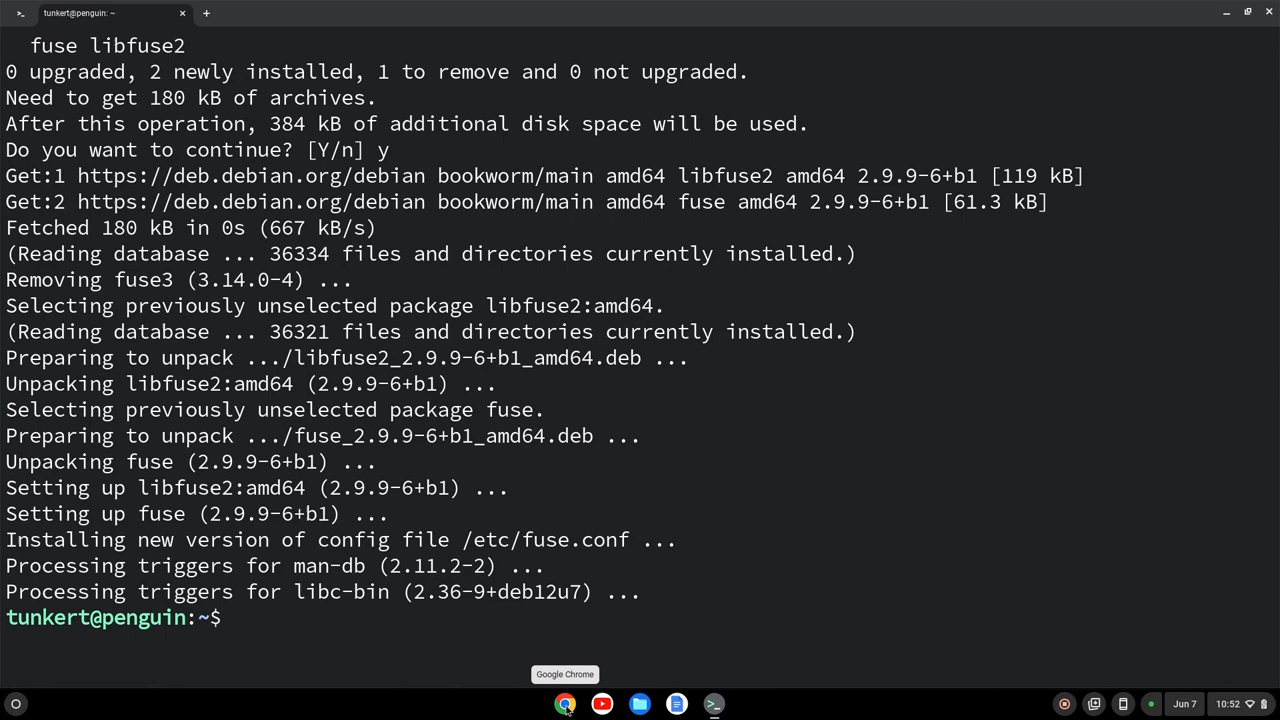 tunkert@penguin: ~
fuse libfuse2
0 upgraded, 2 newly installed, 1 to remove and 0 not upgraded.
Need to get 180 kB of archives.
After this operation, 384 kB of additional disk space will be used.
Do you want to continue? [Y/n] y
Get:1 https://deb.debian.org/debian bookworm/main amd64 libfuse2 amd64 2.9.9-6+b1 [119 kB]
Get:2 https://deb.debian.org/debian bookworm/main amd64 fuse amd64 2.9.9-6+b1 [61.3 kB]
Fetched 180 kB in 0s (667 kB/s)
(Reading database ... 36334 files and directories currently installed.)
Removing fuse3 (3.14.0-4) ...
Selecting previously unselected package libfuse2:amd64.
(Reading database ... 36321 files and directories currently installed.)
Preparing to unpack .../libfuse2_2.9.9-6+b1_amd64.deb ...
Unpacking libfuse2:amd64 (2.9.9-6+b1) ...
Selecting previously unselected package fuse.
Preparing to unpack .../fuse_2.9.9-6+b1_amd64.deb ...
Unpacking fuse (2.9.9-6+b1) ...
Setting up libfuse2:amd64 (2.9.9-6+b1) ...
Setting up fuse (2.9.9-6+b1) ...
Installing new version of config file /etc/fuse.conf ...
Processing triggers for man-db (2.11.2-2) ...
Processing triggers for libc-bin (2.36-9+deb12u7) ...
tunkert@penguin:~$
Google Chrome
Jun 7 10:52